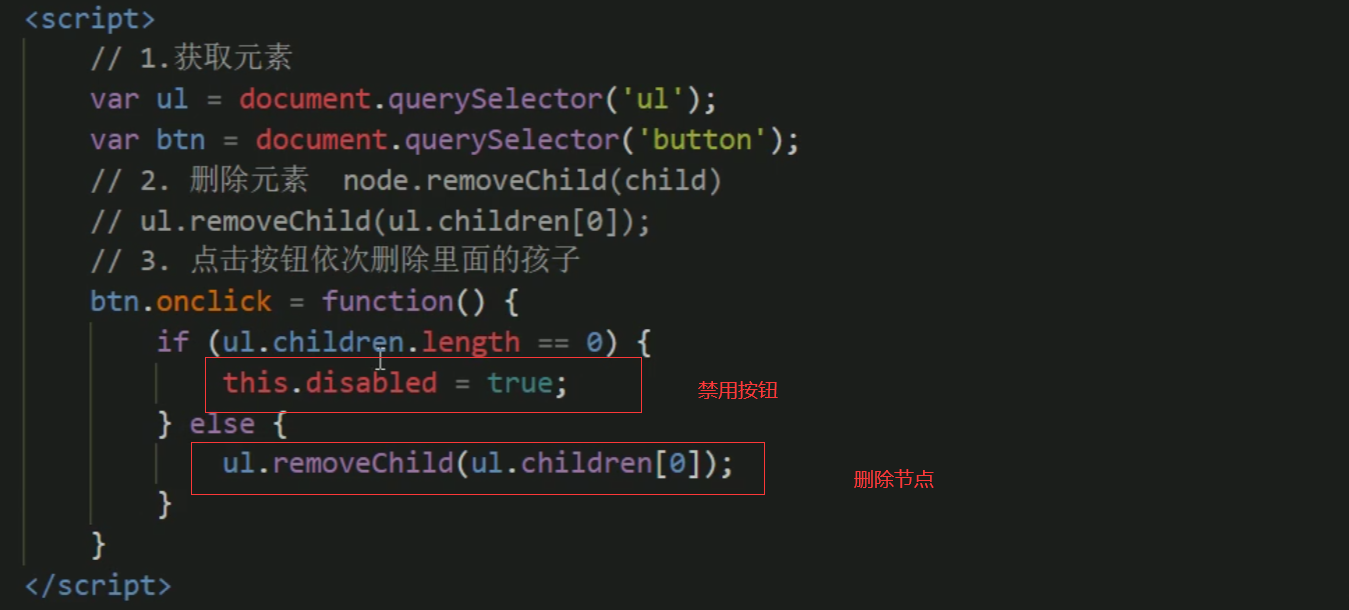 <script>
// 1.获取元素
var ul = document.querySelector('ul');
var btn = document.querySelector('button');
// 2. 删除元素  node.removeChild(child)
// ul.removeChild(ul.children[0]);
// 3. 点击按钮依次删除里面的孩子
btn.onclick = function() {
if (ul.children.length == 0) {
this.disabled = true;
禁用按钮
} else {
ul.removeChild(ul.children[0]);
删除节点
}
}
</script>